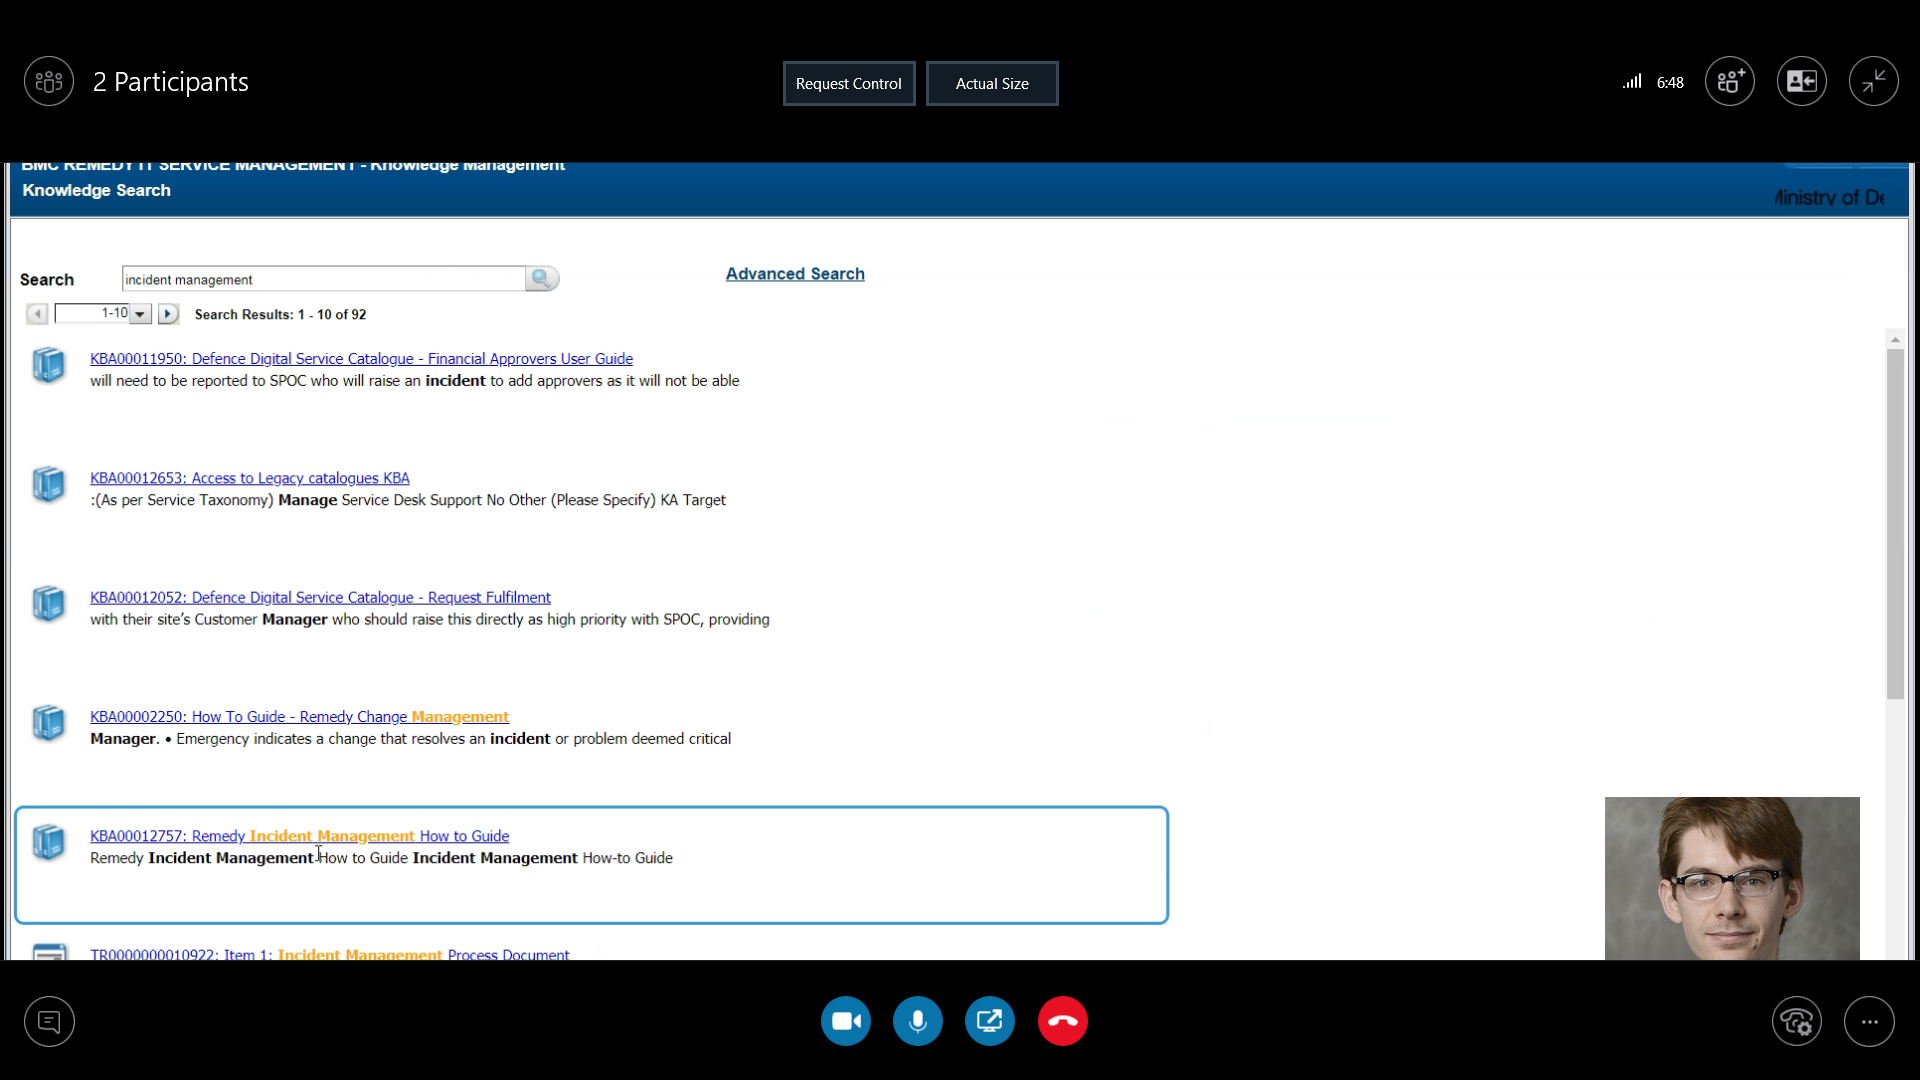 2 Participants
Request Control
Actual Size
6:48
BMC REMEDY IT SERVICE MANAGEMENT - Knowledge Management
Knowledge Search
Ministry of De
Search
incident management
Advanced Search
1-10
Search Results: 1 - 10 of 92
KBA00011950: Defence Digital Service Catalogue - Financial Approvers User Guide
will need to be reported to SPOC who will raise an incident to add approvers as it will not be able
KBA00012653: Access to Legacy catalogues KBA
:(As per Service Taxonomy) Manage Service Desk Support No Other (Please Specify) KA Target
KBA00012052: Defence Digital Service Catalogue - Request Fulfilment
with their site's Customer Manager who should raise this directly as high priority with SPOC, providing
KBA00002250: How To Guide - Remedy Change Management
Manager. • Emergency indicates a change that resolves an incident or problem deemed critical
KBA00012757: Remedy Incident Management How to Guide
Remedy Incident Management How to Guide Incident Management How-to Guide
TR0000000010922: Item 1: Incident Management Process Document